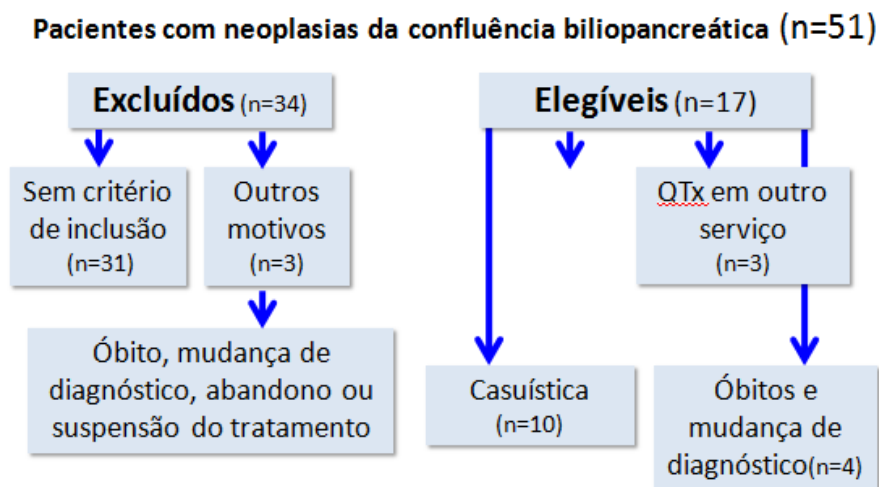 Pacientes com neoplasias da confluência biliopancreática (n=51)
Excluídos (n=34)
Elegíveis (n=17)
Sem critério
de inclusão
(n=31)
Outros
motivos
(n=3)
QTx em outro
serviço
(n=3)
Óbito, mudança de
diagnóstico, abandono ou
suspensão do tratamento
Casuística
(n=10)
Óbitos e
mudança de
diagnóstico(n=4)